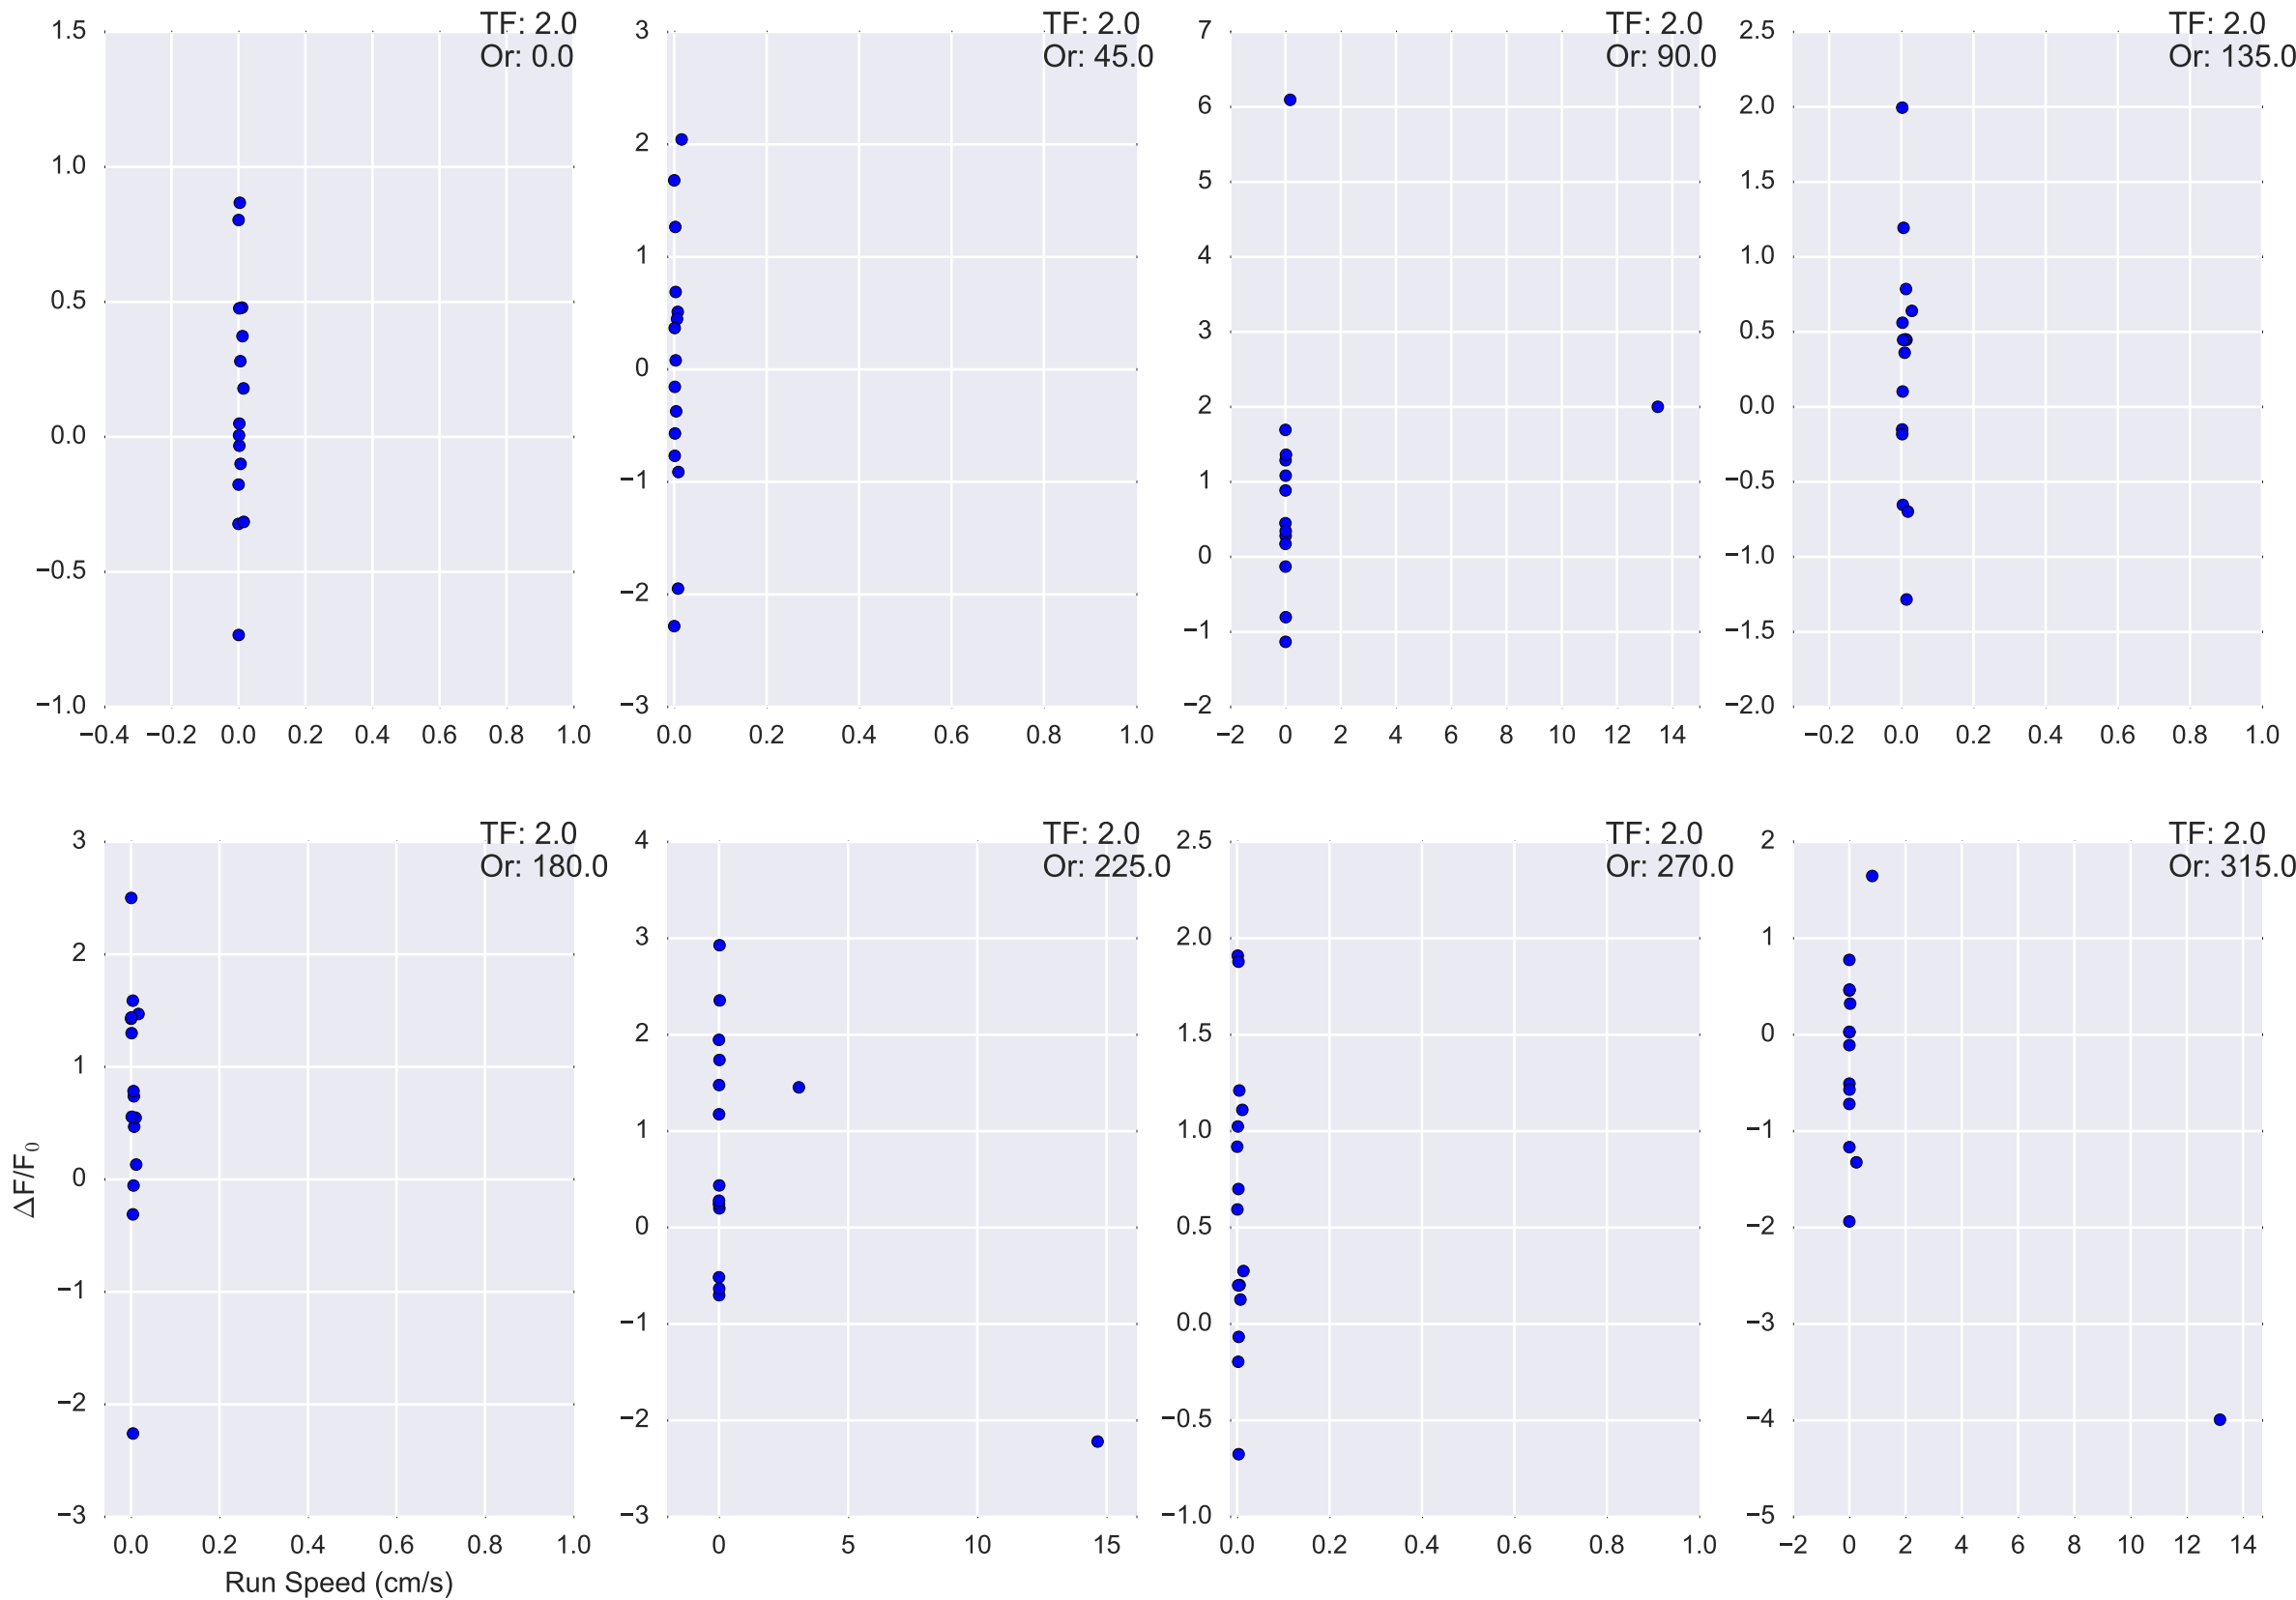 TF: 2.0
Or: 0.0
1.5
1.0
0.5
0.0
−0.5
−1.0
−0.4 −0.2 0.0 0.2 0.4 0.6 0.8 1.0
TF: 2.0
Or: 45.0
3
2
1
0
−1
−2
−3
0.0 0.2 0.4 0.6 0.8 1.0
TF: 2.0
Or: 90.0
7
6
5
4
3
2
1
0
−1
−2
−2 0 2 4 6 8 10 12 14
TF: 2.0
Or: 135.0
2.5
2.0
1.5
1.0
0.5
0.0
−0.5
−1.0
−1.5
−2.0
−0.2 0.0 0.2 0.4 0.6 0.8 1.0
TF: 2.0
Or: 180.0
3
2
1
0
−1
−2
−3
0.0 0.2 0.4 0.6 0.8 1.0
ΔF/F₀
Run Speed (cm/s)
TF: 2.0
Or: 225.0
4
3
2
1
0
−1
−2
−3
0 5 10 15
TF: 2.0
Or: 270.0
2.5
2.0
1.5
1.0
0.5
0.0
−0.5
−1.0
0.0 0.2 0.4 0.6 0.8 1.0
TF: 2.0
Or: 315.0
2
1
0
−1
−2
−3
−4
−5
−2 0 2 4 6 8 10 12 14